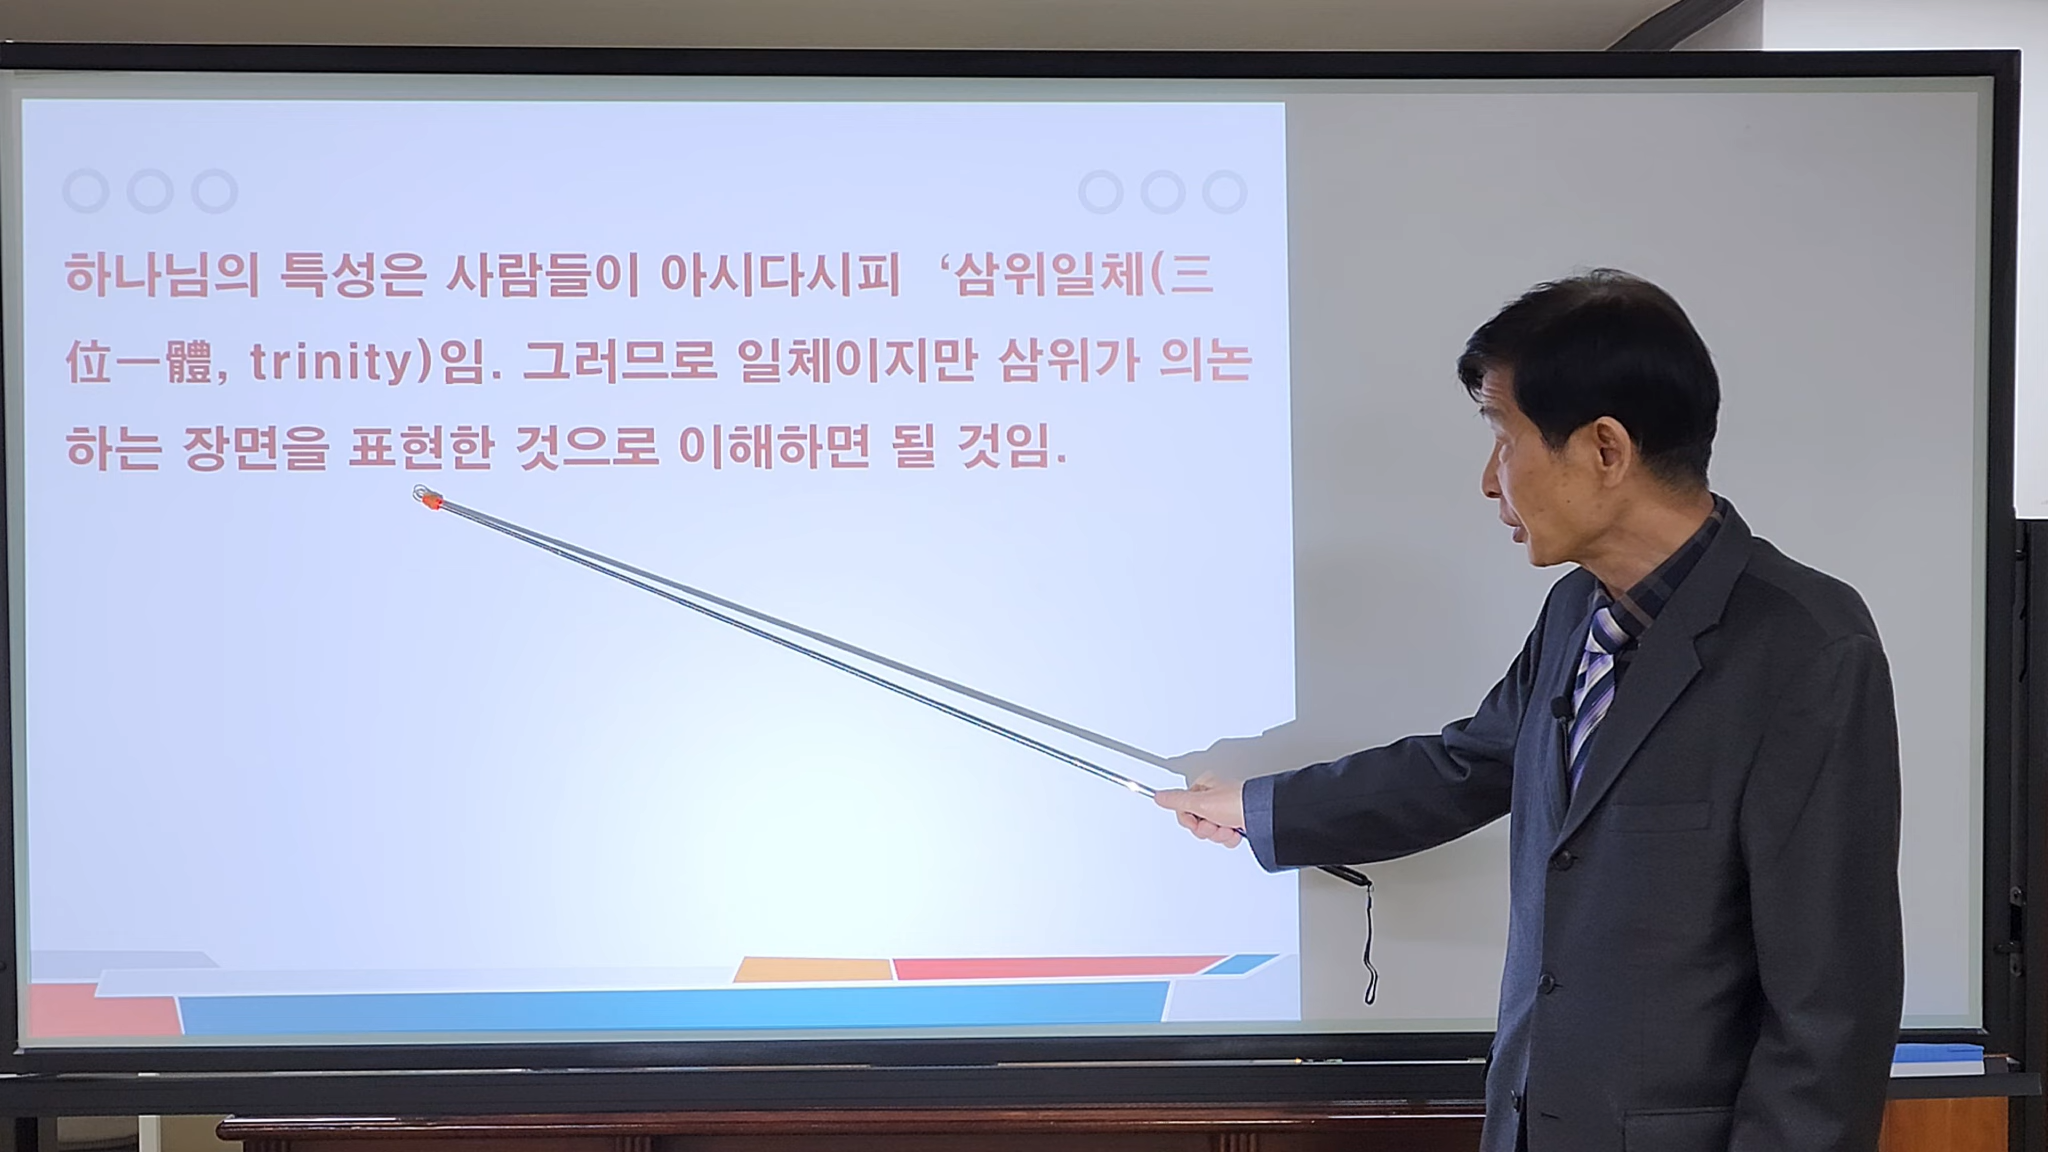 하나님의 특성은 사람들이 아시다시피 ‘삼위일체(三
位一體, trinity)임. 그러므로 일체이지만 삼위가 의논
하는 장면을 표현한 것으로 이해하면 될 것임.